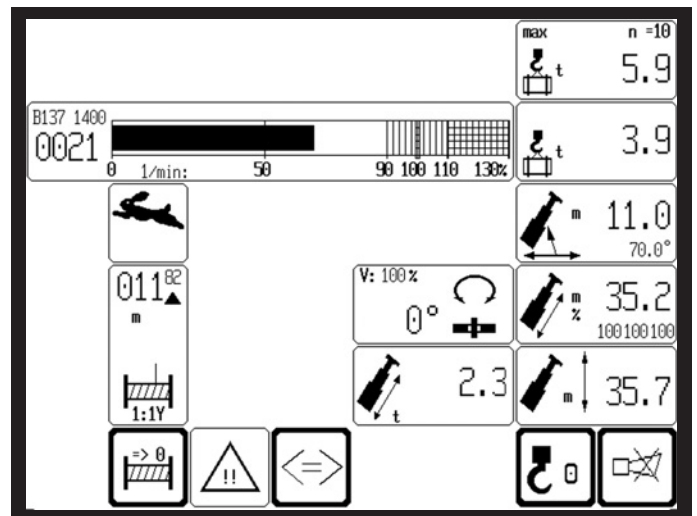 max n =10
t 5.9
B137 1400
0021
0 1/min: 50 90 100 110 130%
t 3.9
m 11.0
70.0°
011 82
m
1:1Y
V: 100%
0°
m 35.2
% 100100100
2.3
t
m 35.7
=> 0
!!
<=>
0